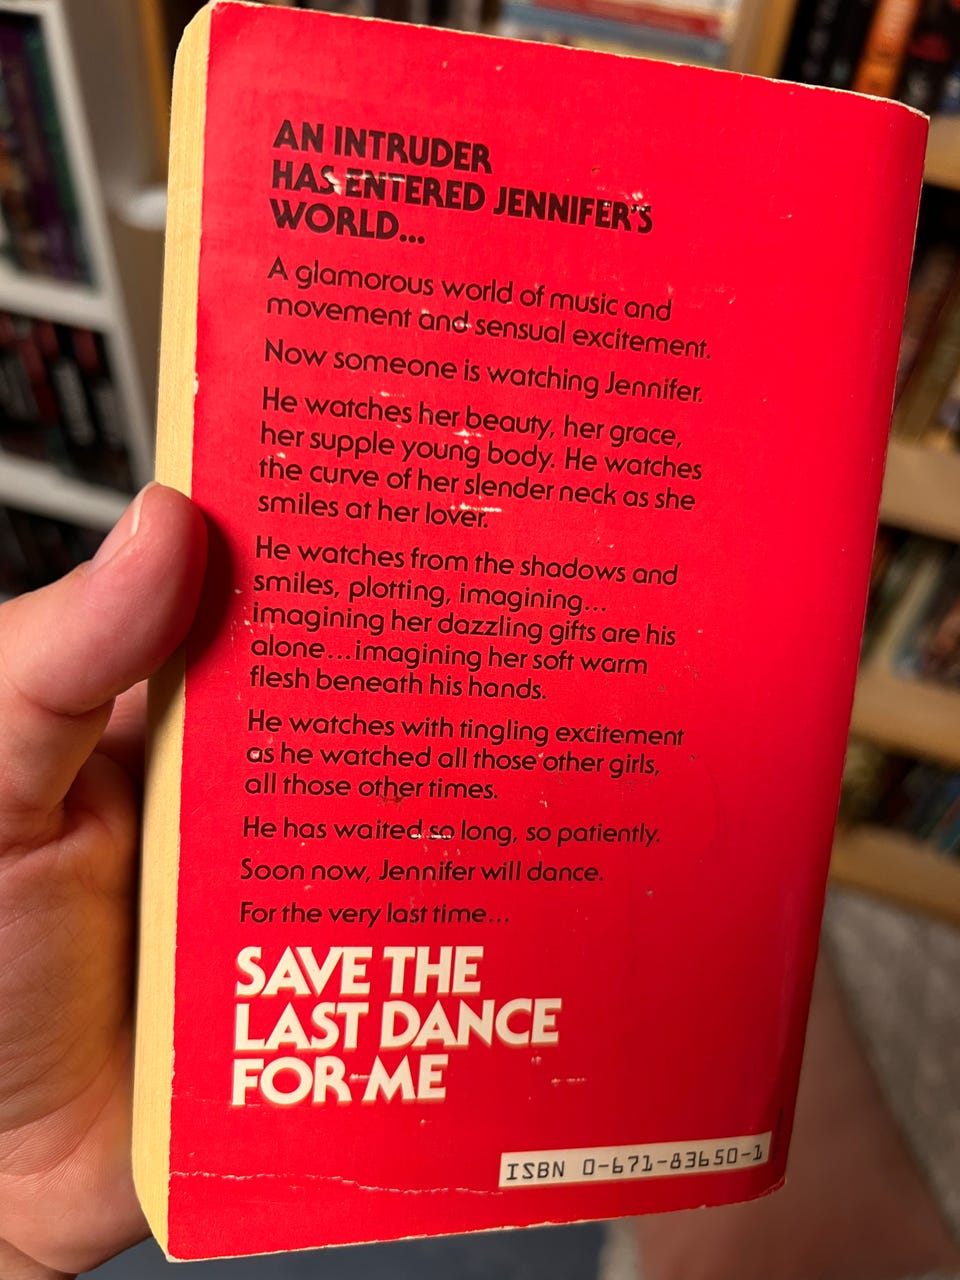 AN INTRUDER
HAS ENTERED JENNIFER'S
WORLD...
A glamorous world of music and
movement and sensual excitement.
Now someone is watching Jennifer.
He watches her beauty, her grace,
her supple young body. He watches
the curve of her slender neck as she
smiles at her lover.
He watches from the shadows and
smiles, plotting, imagining...
imagining her dazzling gifts are his
alone...imagining her soft warm
flesh beneath his hands.
He watches with tingling excitement
as he watched all those other girls,
all those other times.
He has waited so long, so patiently.
Soon now, Jennifer will dance.
For the very last time...
SAVE THE
LAST DANCE
FOR ME
ISBN 0-671-83650-1